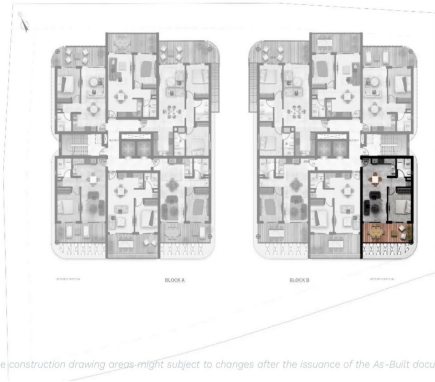 BLOCK A
BLOCK B
e construction drawing areas might subject to changes after the issuance of the As-Built docu